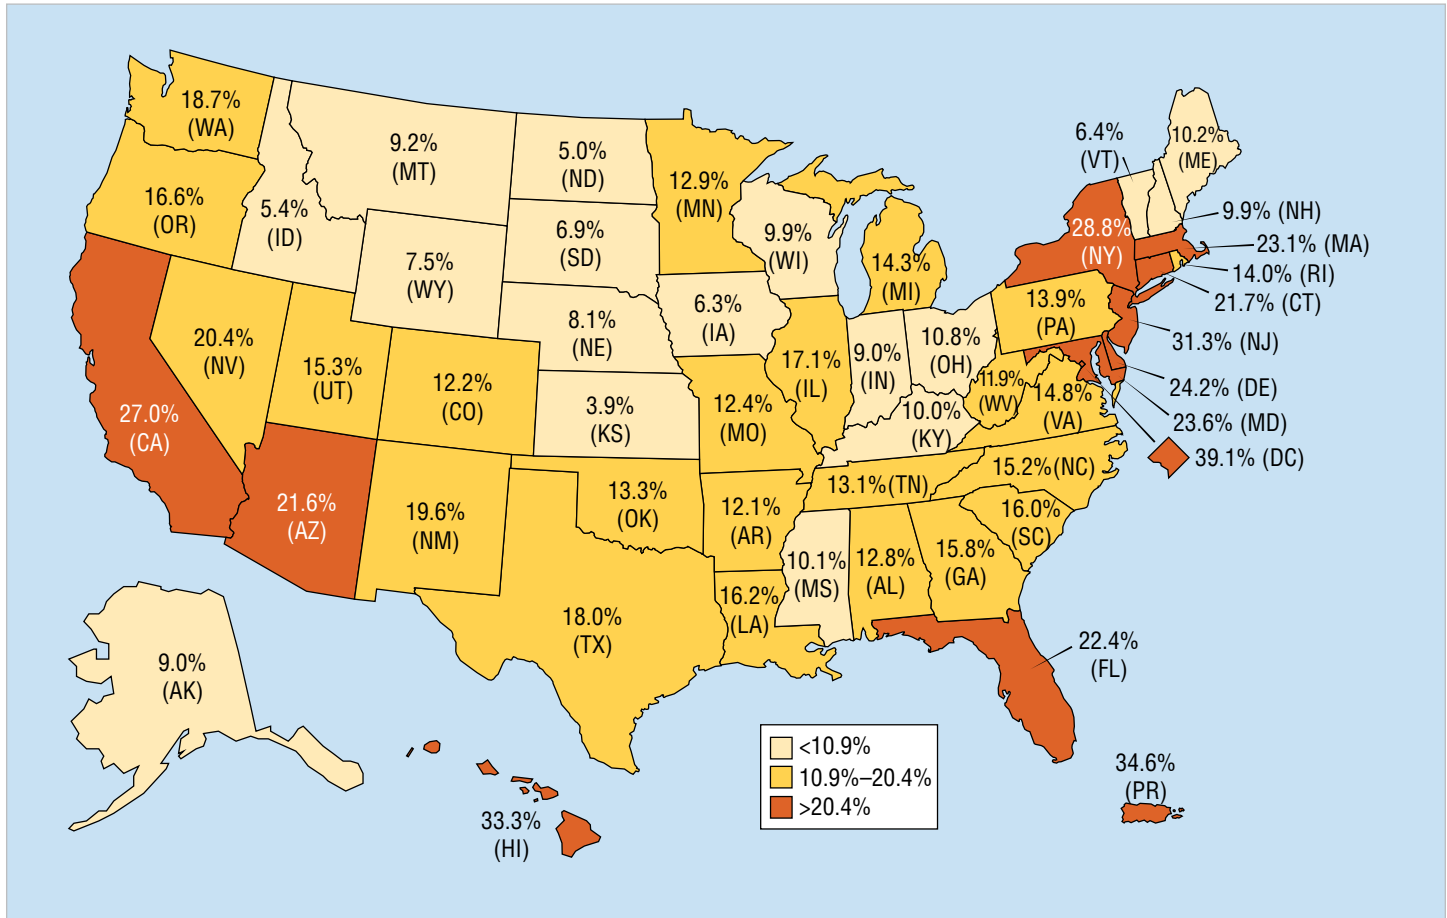 18.7%
(WA)
16.6%
(OR)
5.4%
(ID)
9.2%
(MT)
5.0%
(ND)
12.9%
(MN)
6.9%
(SD)
7.5%
(WY)
9.9%
(WI)
14.3%
(MI)
6.4%
(VT)
10.2%
(ME)
9.9% (NH)
28.8%
(NY)
23.1% (MA)
14.0% (RI)
21.7% (CT)
13.9%
(PA)
31.3% (NJ)
24.2% (DE)
23.6% (MD)
39.1% (DC)
20.4%
(NV)
15.3%
(UT)
12.2%
(CO)
8.1%
(NE)
6.3%
(IA)
17.1%
(IL)
9.0%
(IN)
10.8%
(OH)
11.9%
(WV)
14.8%
(VA)
27.0%
(CA)
3.9%
(KS)
12.4%
(MO)
10.0%
(KY)
15.2%(NC)
13.1%(TN)
21.6%
(AZ)
19.6%
(NM)
13.3%
(OK)
12.1%
(AR)
16.0%
(SC)
10.1%
(MS)
12.8%
(AL)
15.8%
(GA)
18.0%
(TX)
16.2%
(LA)
22.4%
(FL)
9.0%
(AK)
33.3%
(HI)
34.6%
(PR)
<10.9%
10.9%–20.4%
>20.4%